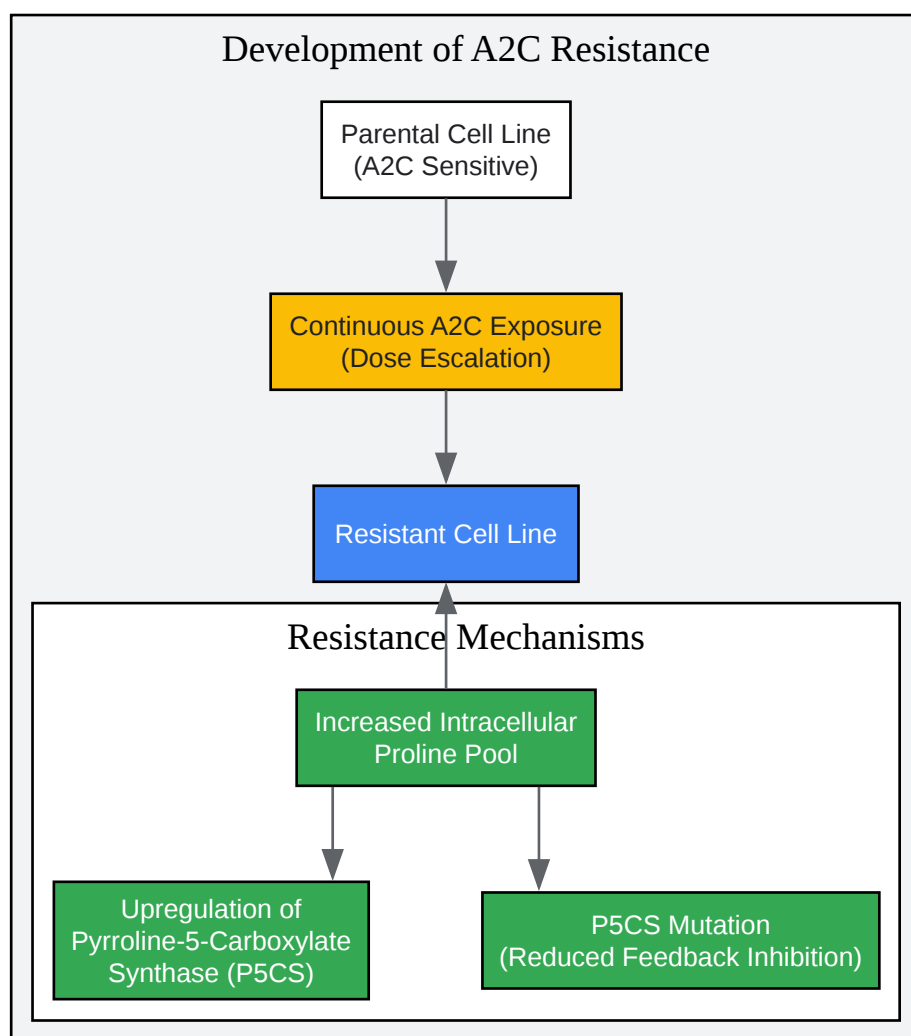 Development of A2C Resistance
Parental Cell Line
(A2C Sensitive)
Continuous A2C Exposure
(Dose Escalation)
Resistant Cell Line
Resistance Mechanisms
Increased Intracellular
Proline Pool
Upregulation of
Pyrroline-5-Carboxylate
Synthase (P5CS)
P5CS Mutation
(Reduced Feedback Inhibition)